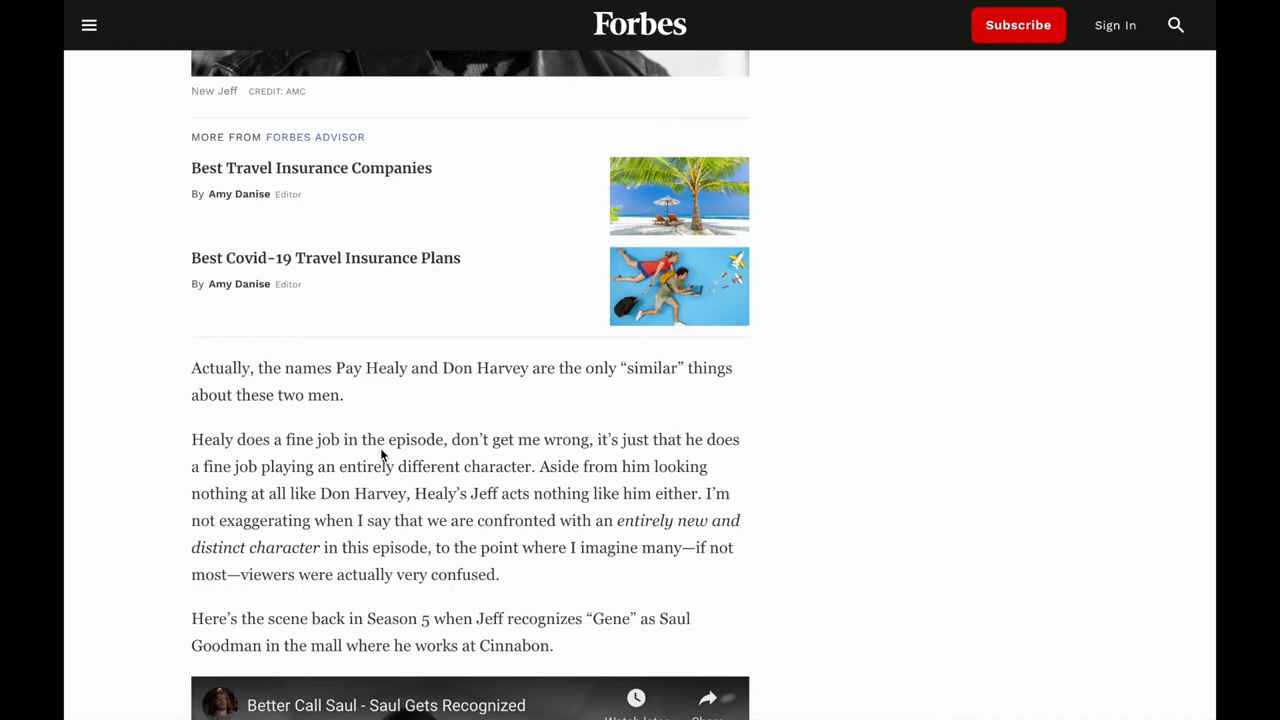 Forbes
Subscribe
Sign In
New Jeff CREDIT: AMC
MORE FROM FORBES ADVISOR
Best Travel Insurance Companies
By Amy Danise Editor
Best Covid-19 Travel Insurance Plans
By Amy Danise Editor
Actually, the names Pay Healy and Don Harvey are the only “similar” things
about these two men.
Healy does a fine job in the episode, don’t get me wrong, it’s just that he does
a fine job playing an entirely different character. Aside from him looking
nothing at all like Don Harvey, Healy’s Jeff acts nothing like him either. I’m
not exaggerating when I say that we are confronted with an entirely new and
distinct character in this episode, to the point where I imagine many—if not
most—viewers were actually very confused.
Here’s the scene back in Season 5 when Jeff recognizes “Gene” as Saul
Goodman in the mall where he works at Cinnabon.
Better Call Saul - Saul Gets Recognized